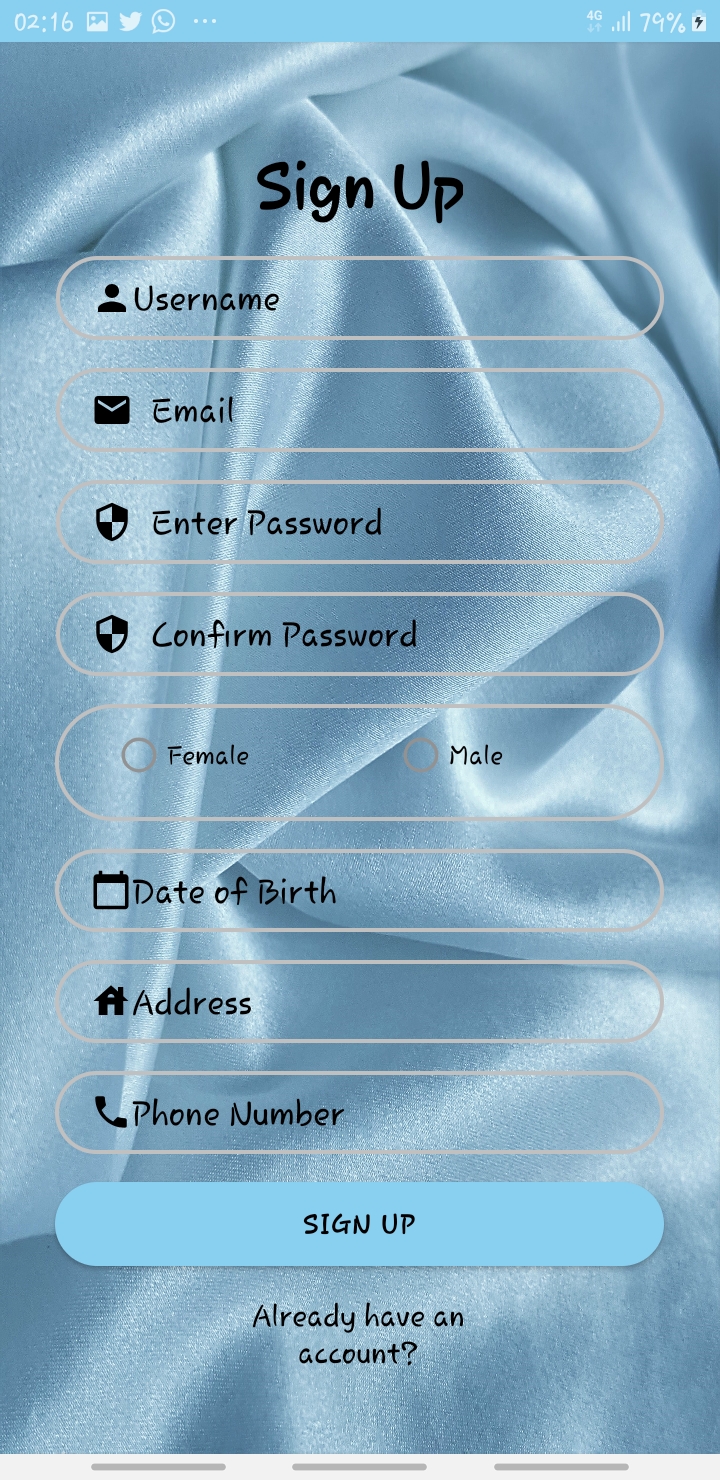 02:16 4G 79%
Sign Up
Username
Email
Enter Password
Confirm Password
Female Male
Date of Birth
Address
Phone Number
SIGN UP
Already have an
account?